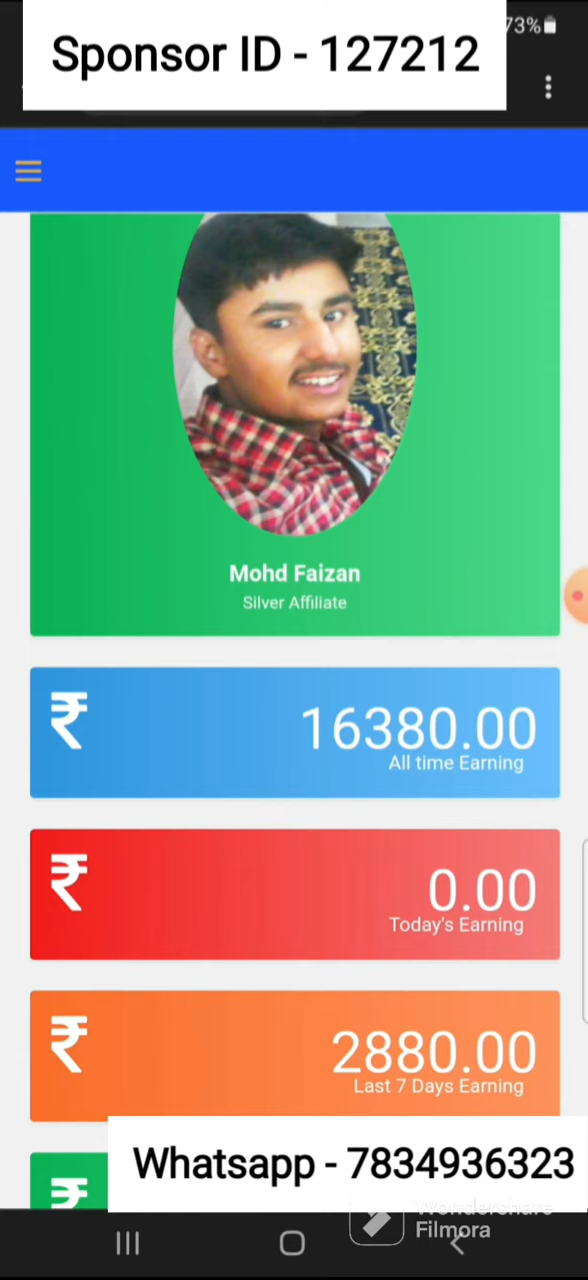 73%
Sponsor ID - 127212
Mohd Faizan
Silver Affiliate
₹ 16380.00
All time Earning
₹ 0.00
Today's Earning
₹ 2880.00
Last 7 Days Earning
₹
Whatsapp - 7834936323
Wondershare
Filmora